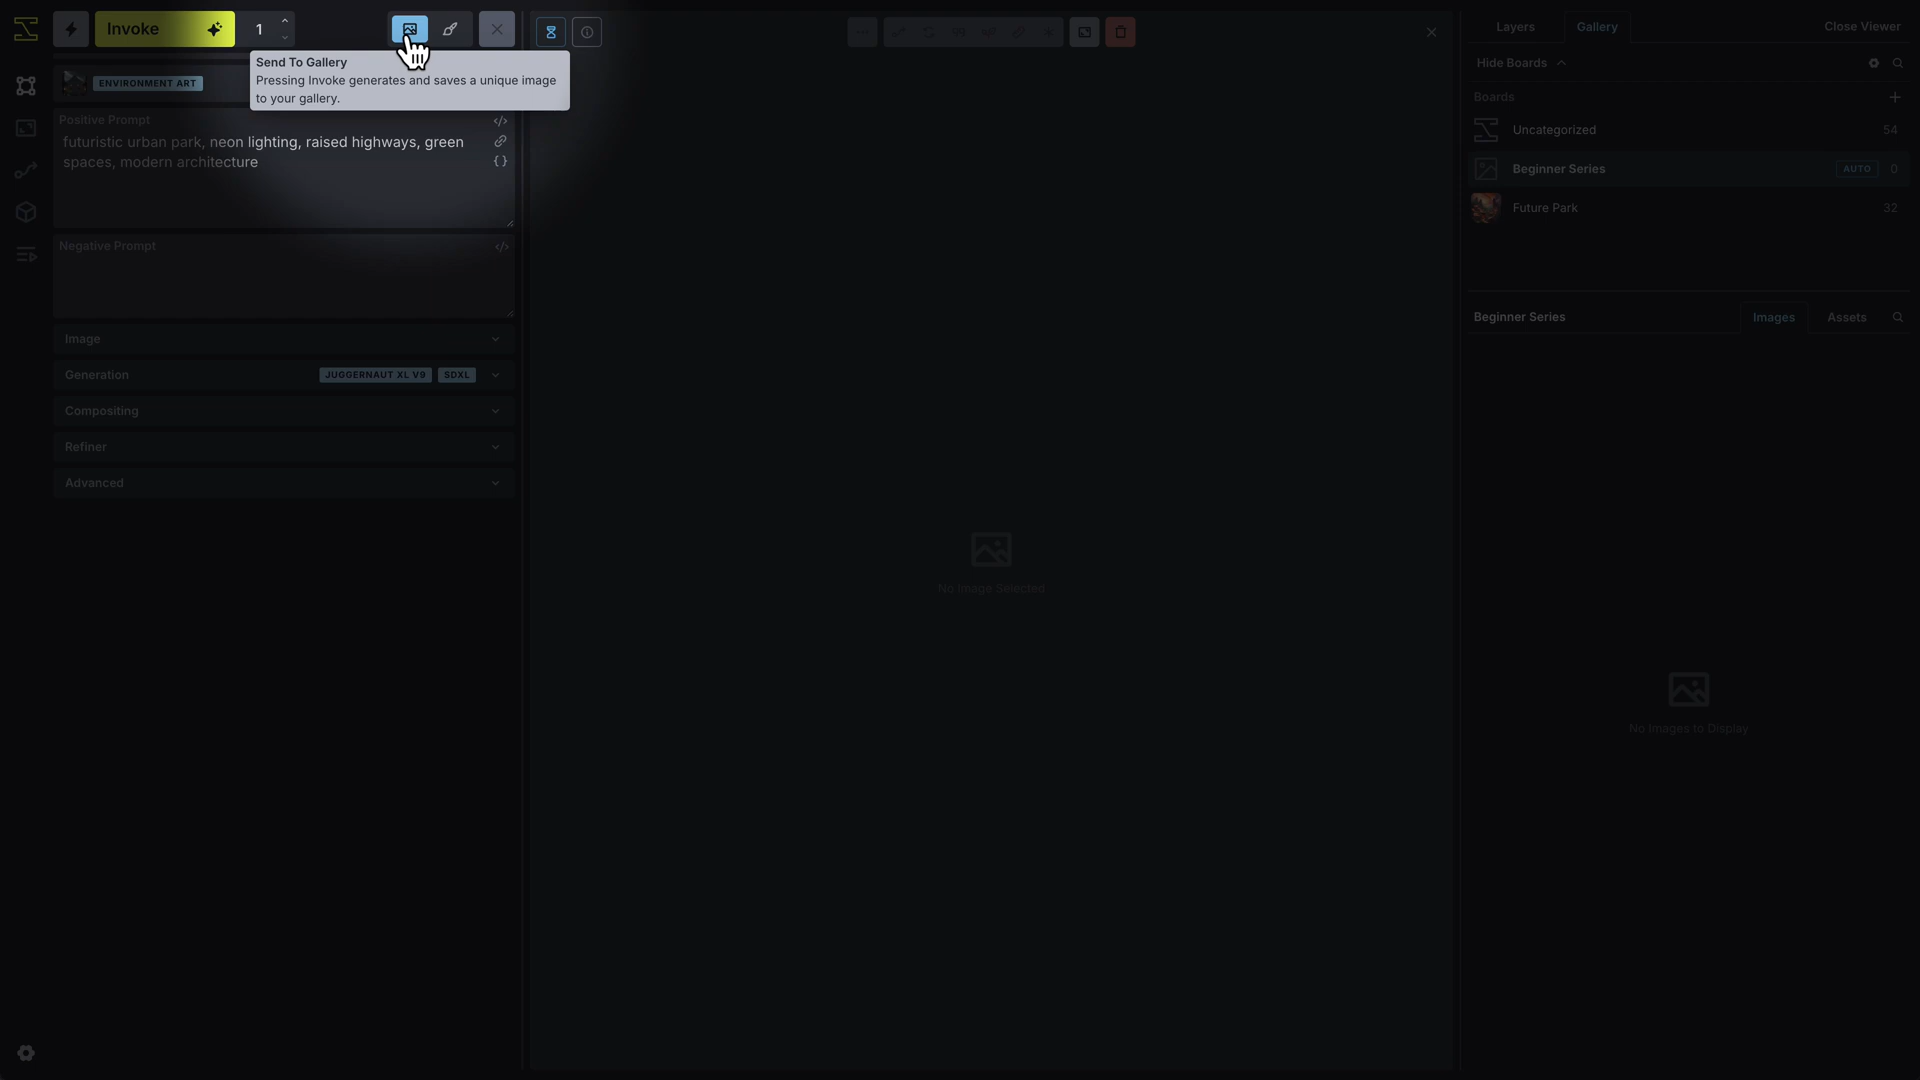 Invoke
1
Layers
Gallery
Close Viewer
Send To Gallery
Pressing Invoke generates and saves a unique image
to your gallery.
ENVIRONMENT ART
Hide Boards
Boards
Positive Prompt
</>
futuristic urban park, neon lighting, raised highways, green
spaces, modern architecture
{}
Uncategorized
54
Beginner Series
AUTO
0
Future Park
32
Negative Prompt
</>
Image
Generation
JUGGERNAUT XL V9
SDXL
Compositing
Refiner
Advanced
No Image Selected
Beginner Series
Images
Assets
No Images to Display